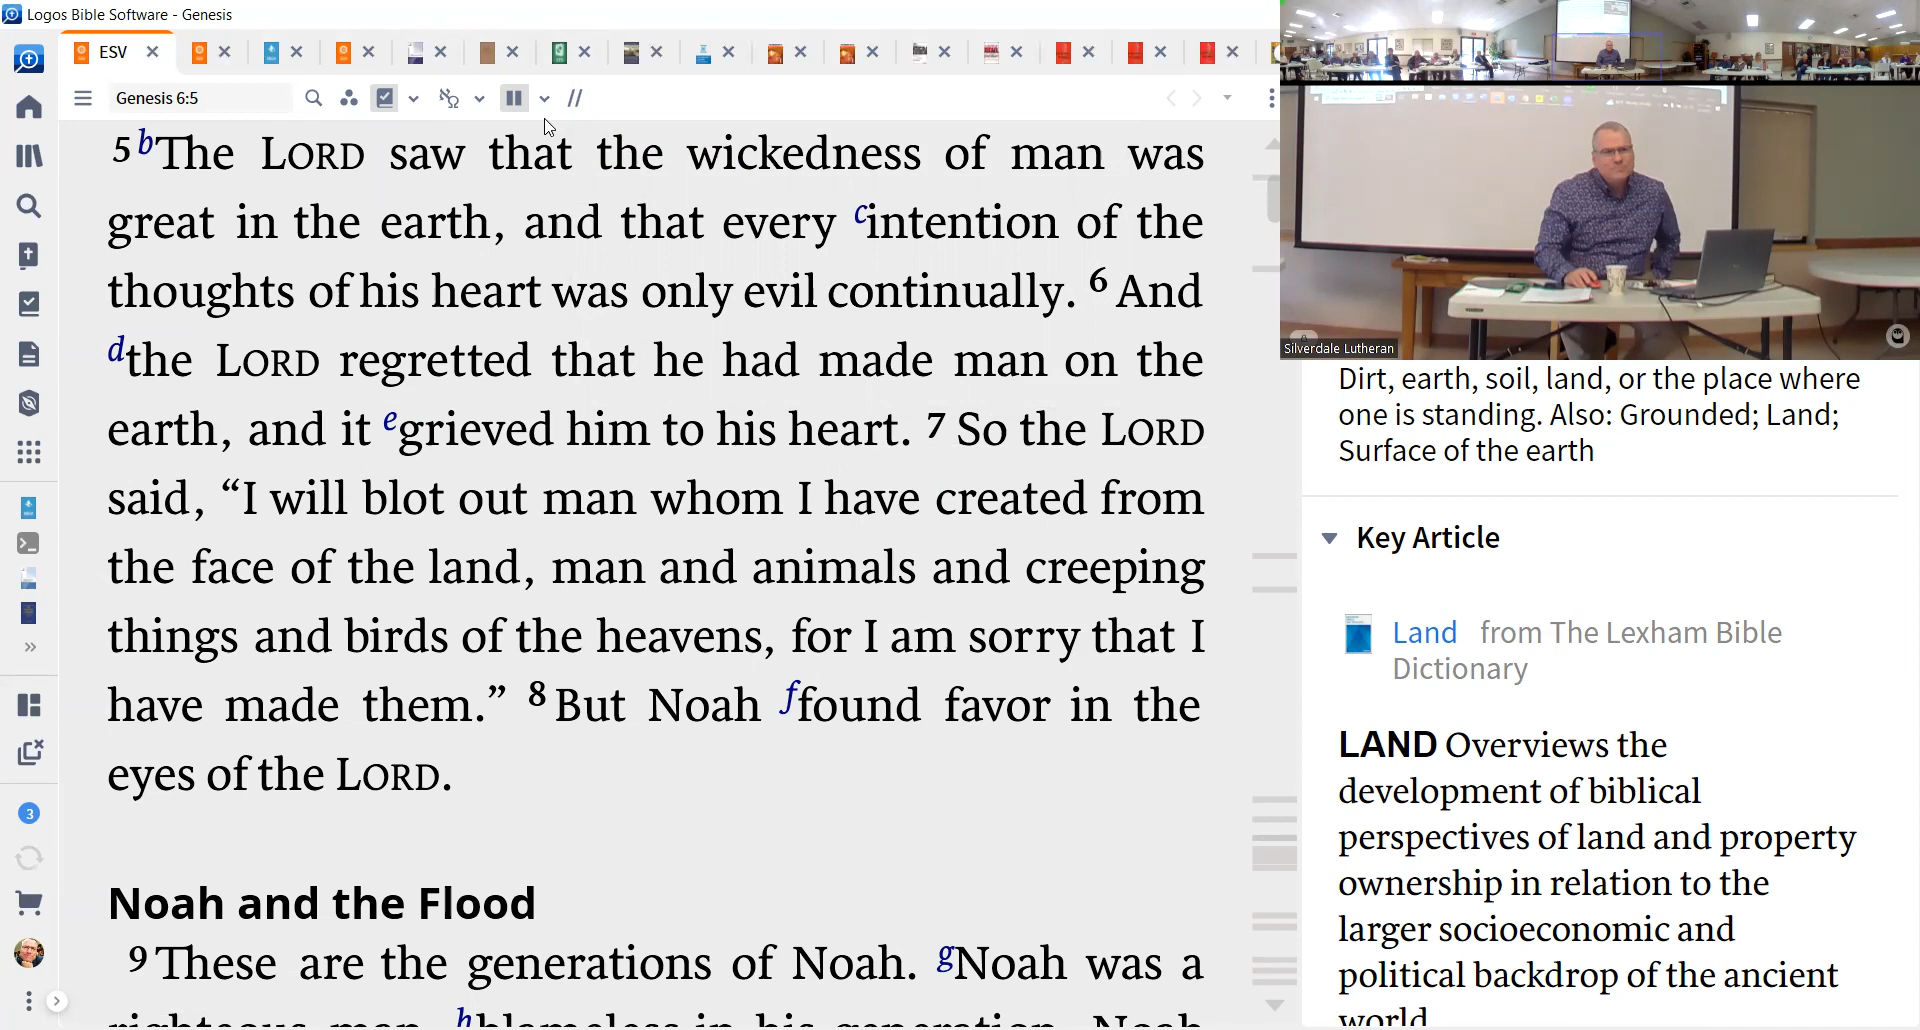 Logos Bible Software - Genesis
ESV
Genesis 6:5
5 bThe LORD saw that the wickedness of man was
great in the earth, and that every cintention of the
thoughts of his heart was only evil continually. 6 And
dthe LORD regretted that he had made man on the
earth, and it egrieved him to his heart. 7 So the LORD
said, “I will blot out man whom I have created from
the face of the land, man and animals and creeping
things and birds of the heavens, for I am sorry that I
have made them.” 8 But Noah ffound favor in the
eyes of the LORD.
Noah and the Flood
9 These are the generations of Noah. gNoah was a
righteous man, hblameless in his generation. Noah
3
Silverdale Lutheran
Dirt, earth, soil, land, or the place where
one is standing. Also: Grounded; Land;
Surface of the earth
Key Article
Land from The Lexham Bible
Dictionary
LAND Overviews the
development of biblical
perspectives of land and property
ownership in relation to the
larger socioeconomic and
political backdrop of the ancient
world